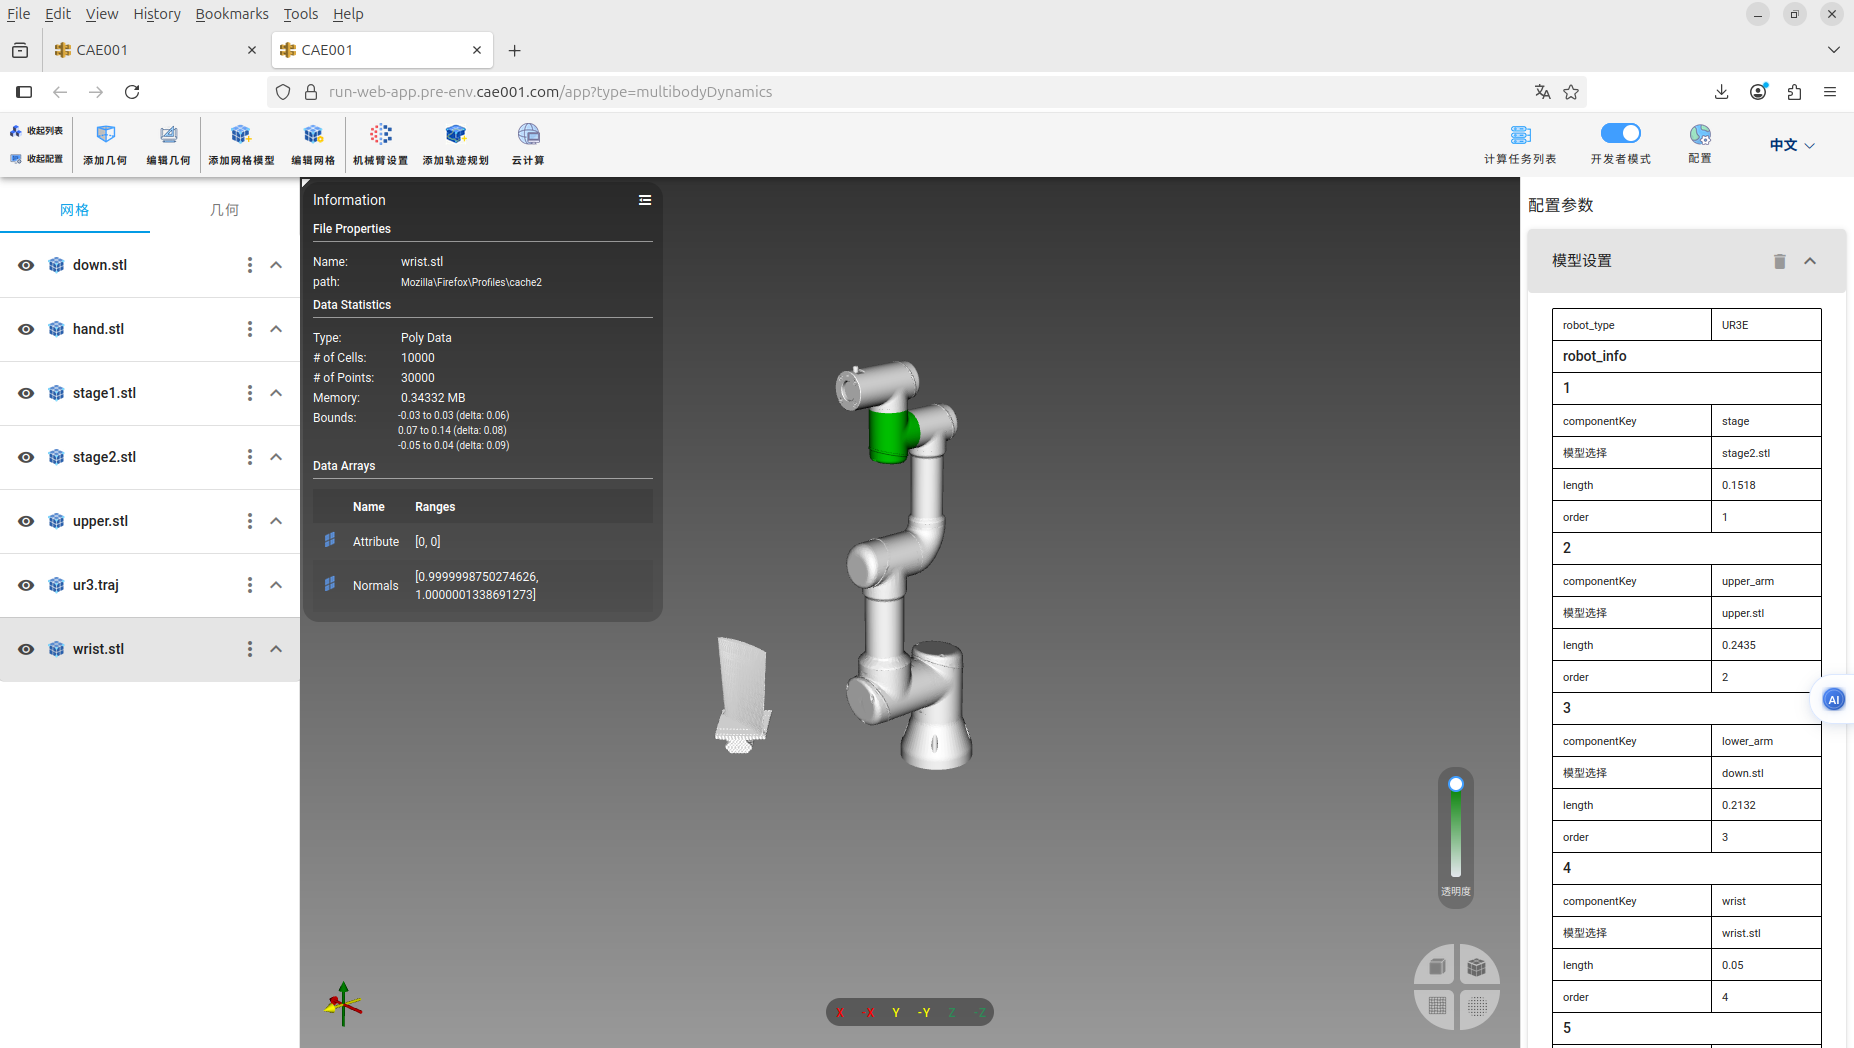 File Edit View History Bookmarks Tools Help
CAE001
CAE001
run-web-app.pre-env.cae001.com/app?type=multibodyDynamics
收起列表
收起配置
添加几何
编辑几何
添加网格模型
编辑网格
机械臂设置
添加轨迹规划
云计算
计算任务列表
开发者模式
配置
中文
网格
几何
down.stl
hand.stl
stage1.stl
stage2.stl
upper.stl
ur3.traj
wrist.stl
Information
File Properties
Name: wrist.stl
path: Mozilla\Firefox\Profiles\cache2
Data Statistics
Type: Poly Data
# of Cells: 10000
# of Points: 30000
Memory: 0.34332 MB
Bounds: -0.03 to 0.03 (delta: 0.06)
0.07 to 0.14 (delta: 0.08)
-0.05 to 0.04 (delta: 0.09)
Data Arrays
Name Ranges
Attribute [0, 0]
Normals [0.9999998750274626,
1.0000001338691273]
透明度
X -X Y -Y Z -Z
配置参数
模型设置
robot_type UR3E
robot_info
1
componentKey stage
模型选择 stage2.stl
length 0.1518
order 1
2
componentKey upper_arm
模型选择 upper.stl
length 0.2435
order 2
3
componentKey lower_arm
模型选择 down.stl
length 0.2132
order 3
4
componentKey wrist
模型选择 wrist.stl
length 0.05
order 4
5
AI